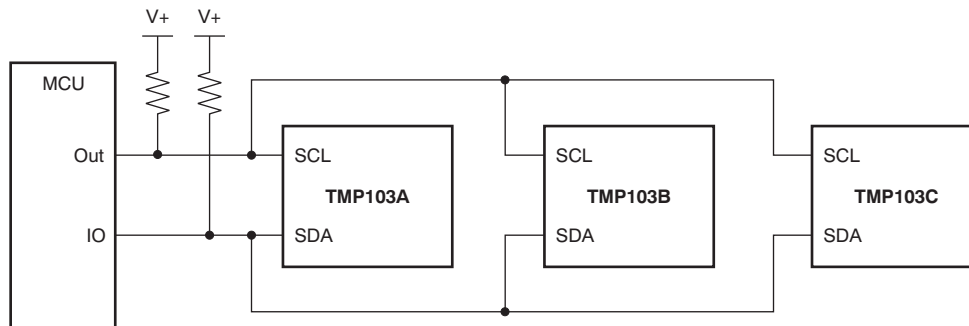 V+ V+
MCU
Out
SCL
SCL
SCL
TMP103A
TMP103B
TMP103C
IO
SDA
SDA
SDA